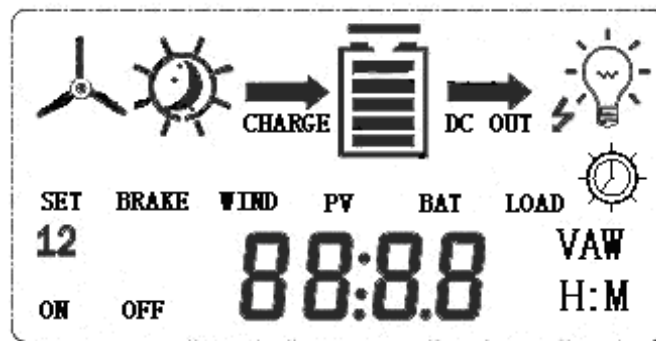 CHARGE DC OUT
SET BRAKE WIND PV BAT LOAD
12 88:8.8 VAW
ON OFF H:M